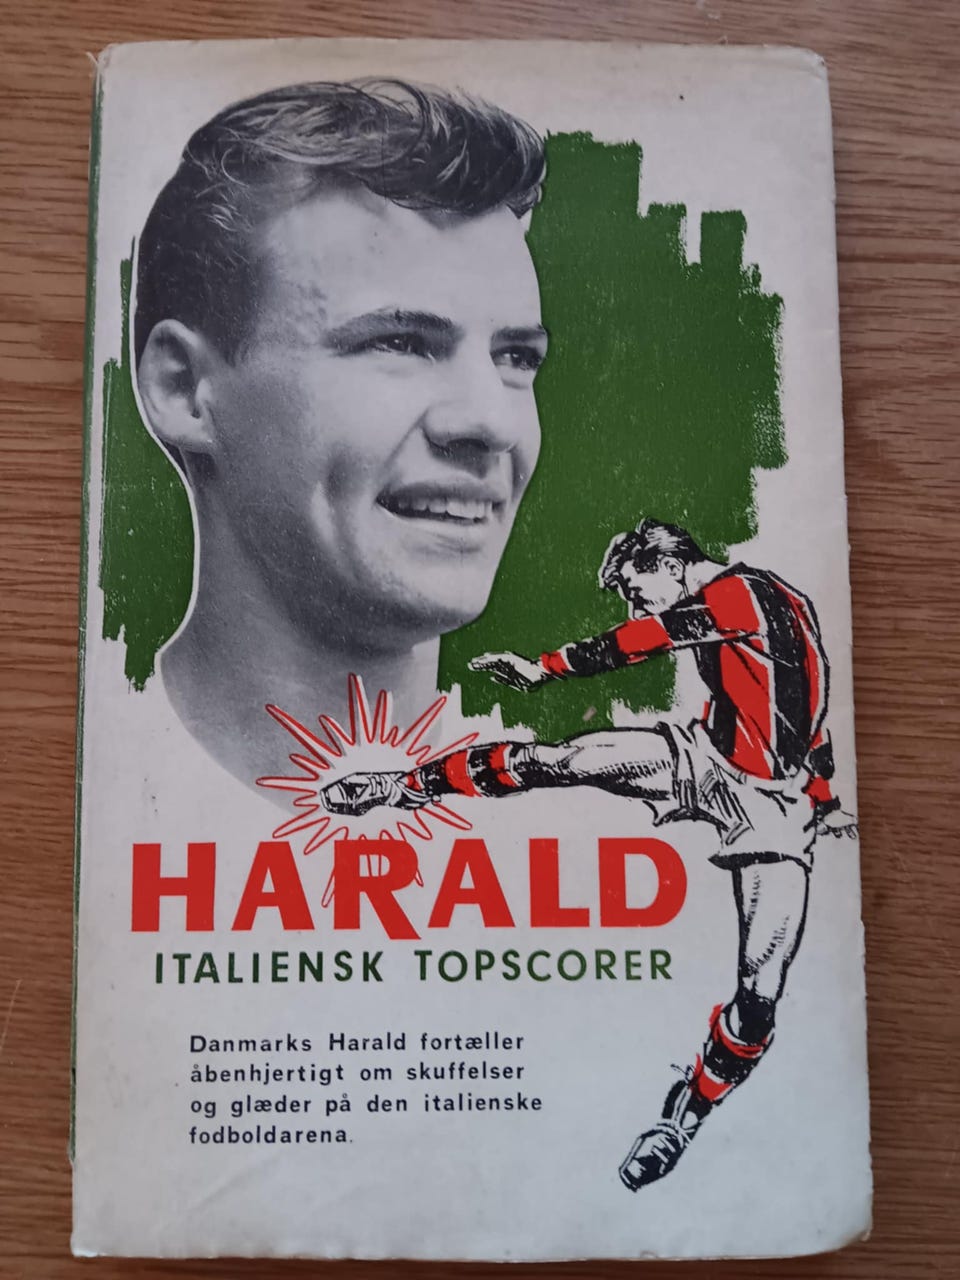 HARALD
ITALIENSK TOPSCORER
Danmarks Harald fortæller
åbenhjertigt om skuffelser
og glæder på den italienske
fodboldarena.